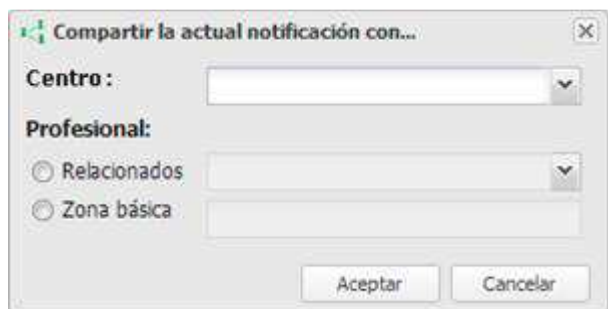 Compartir la actual notificación con...
Centro :
Profesional:
Relacionados
Zona básica
Aceptar Cancelar